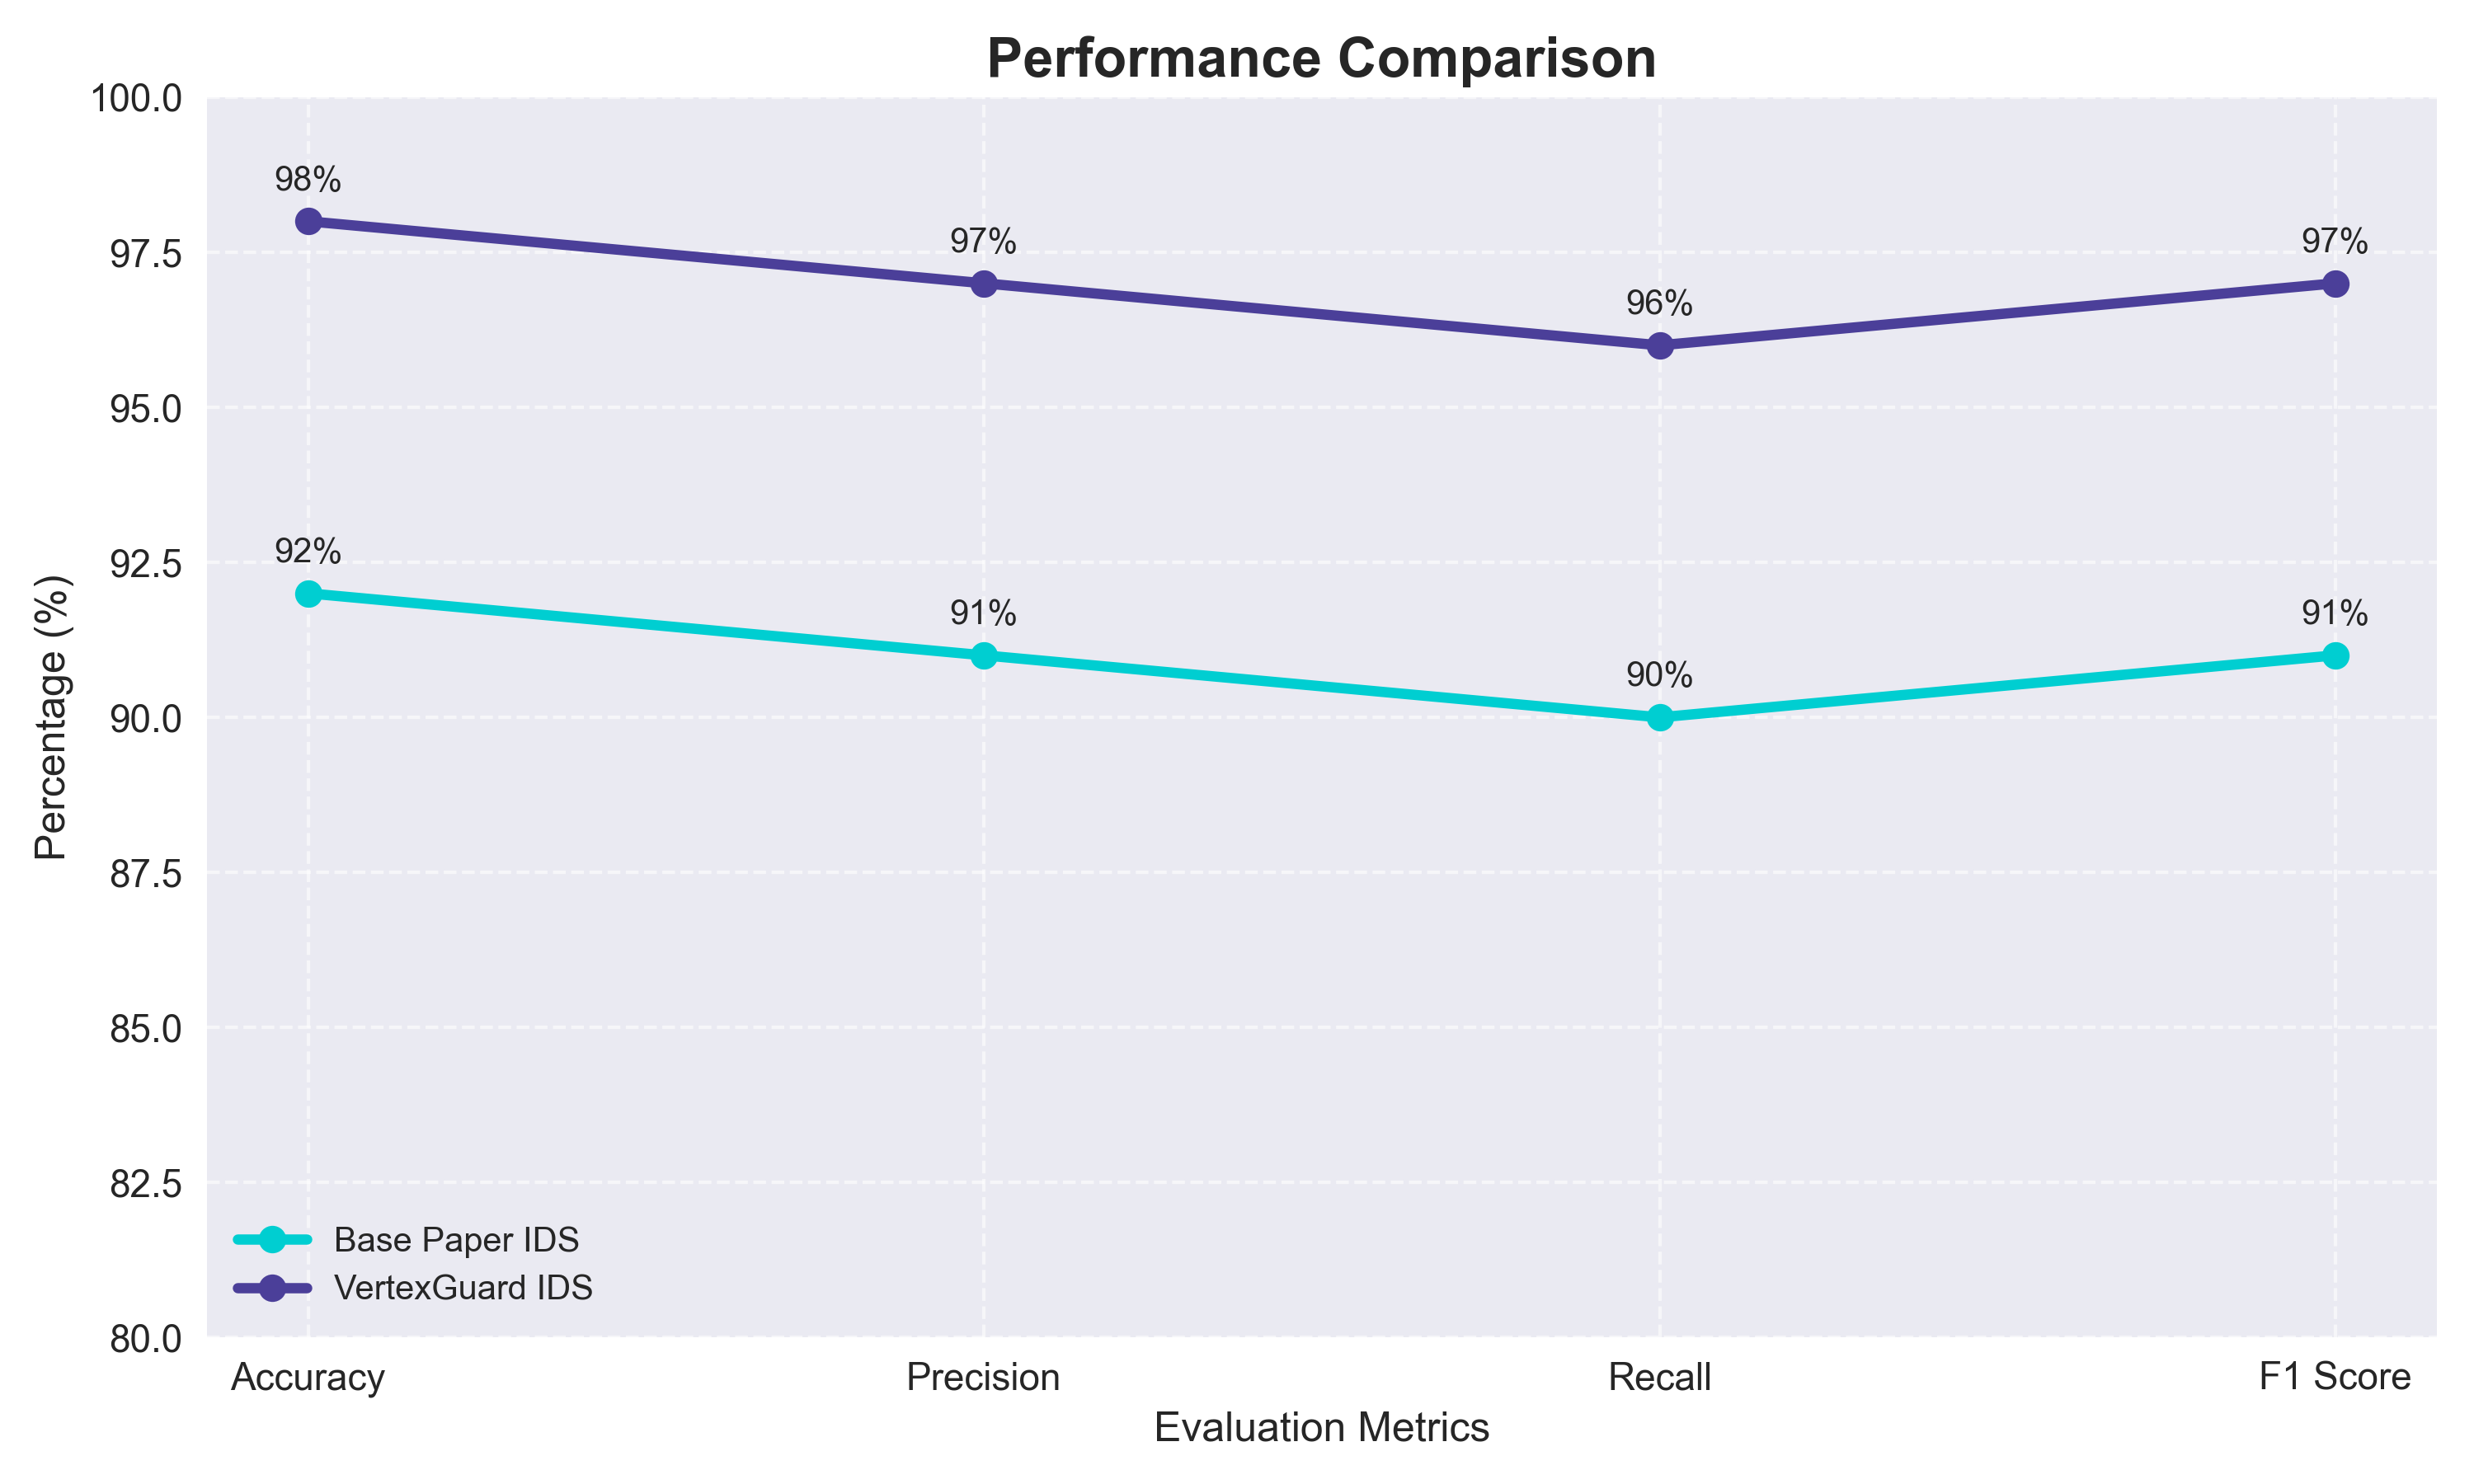 Performance Comparison
100.0
97.5
95.0
92.5
90.0
87.5
85.0
82.5
80.0
Percentage (%)
98%
97%
96%
97%
92%
91%
90%
91%
Base Paper IDS
VertexGuard IDS
Accuracy
Precision
Recall
F1 Score
Evaluation Metrics